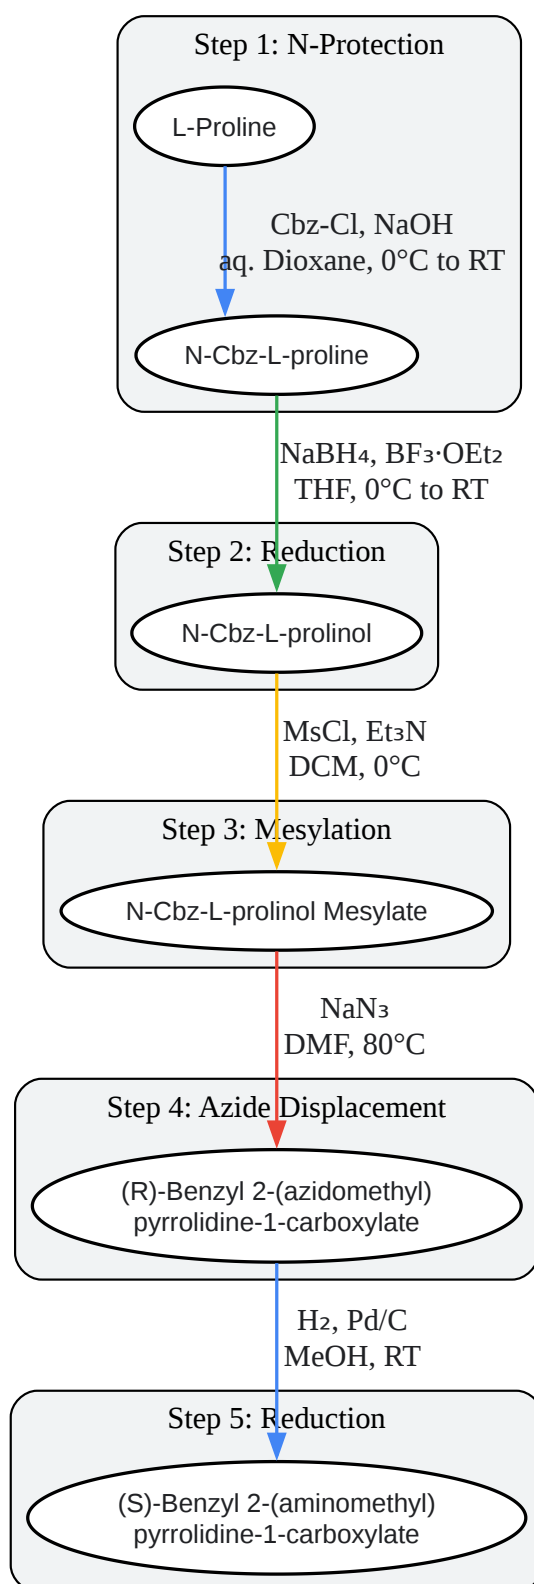 Step 1: N-Protection
L-Proline
Cbz-Cl, NaOH
aq. Dioxane, 0°C to RT
N-Cbz-L-proline
NaBH₄, BF₃·OEt₂
THF, 0°C to RT
Step 2: Reduction
N-Cbz-L-prolinol
MsCl, Et₃N
DCM, 0°C
Step 3: Mesylation
N-Cbz-L-prolinol Mesylate
NaN₃
DMF, 80°C
Step 4: Azide Displacement
(R)-Benzyl 2-(azidomethyl)
pyrrolidine-1-carboxylate
H₂, Pd/C
MeOH, RT
Step 5: Reduction
(S)-Benzyl 2-(aminomethyl)
pyrrolidine-1-carboxylate